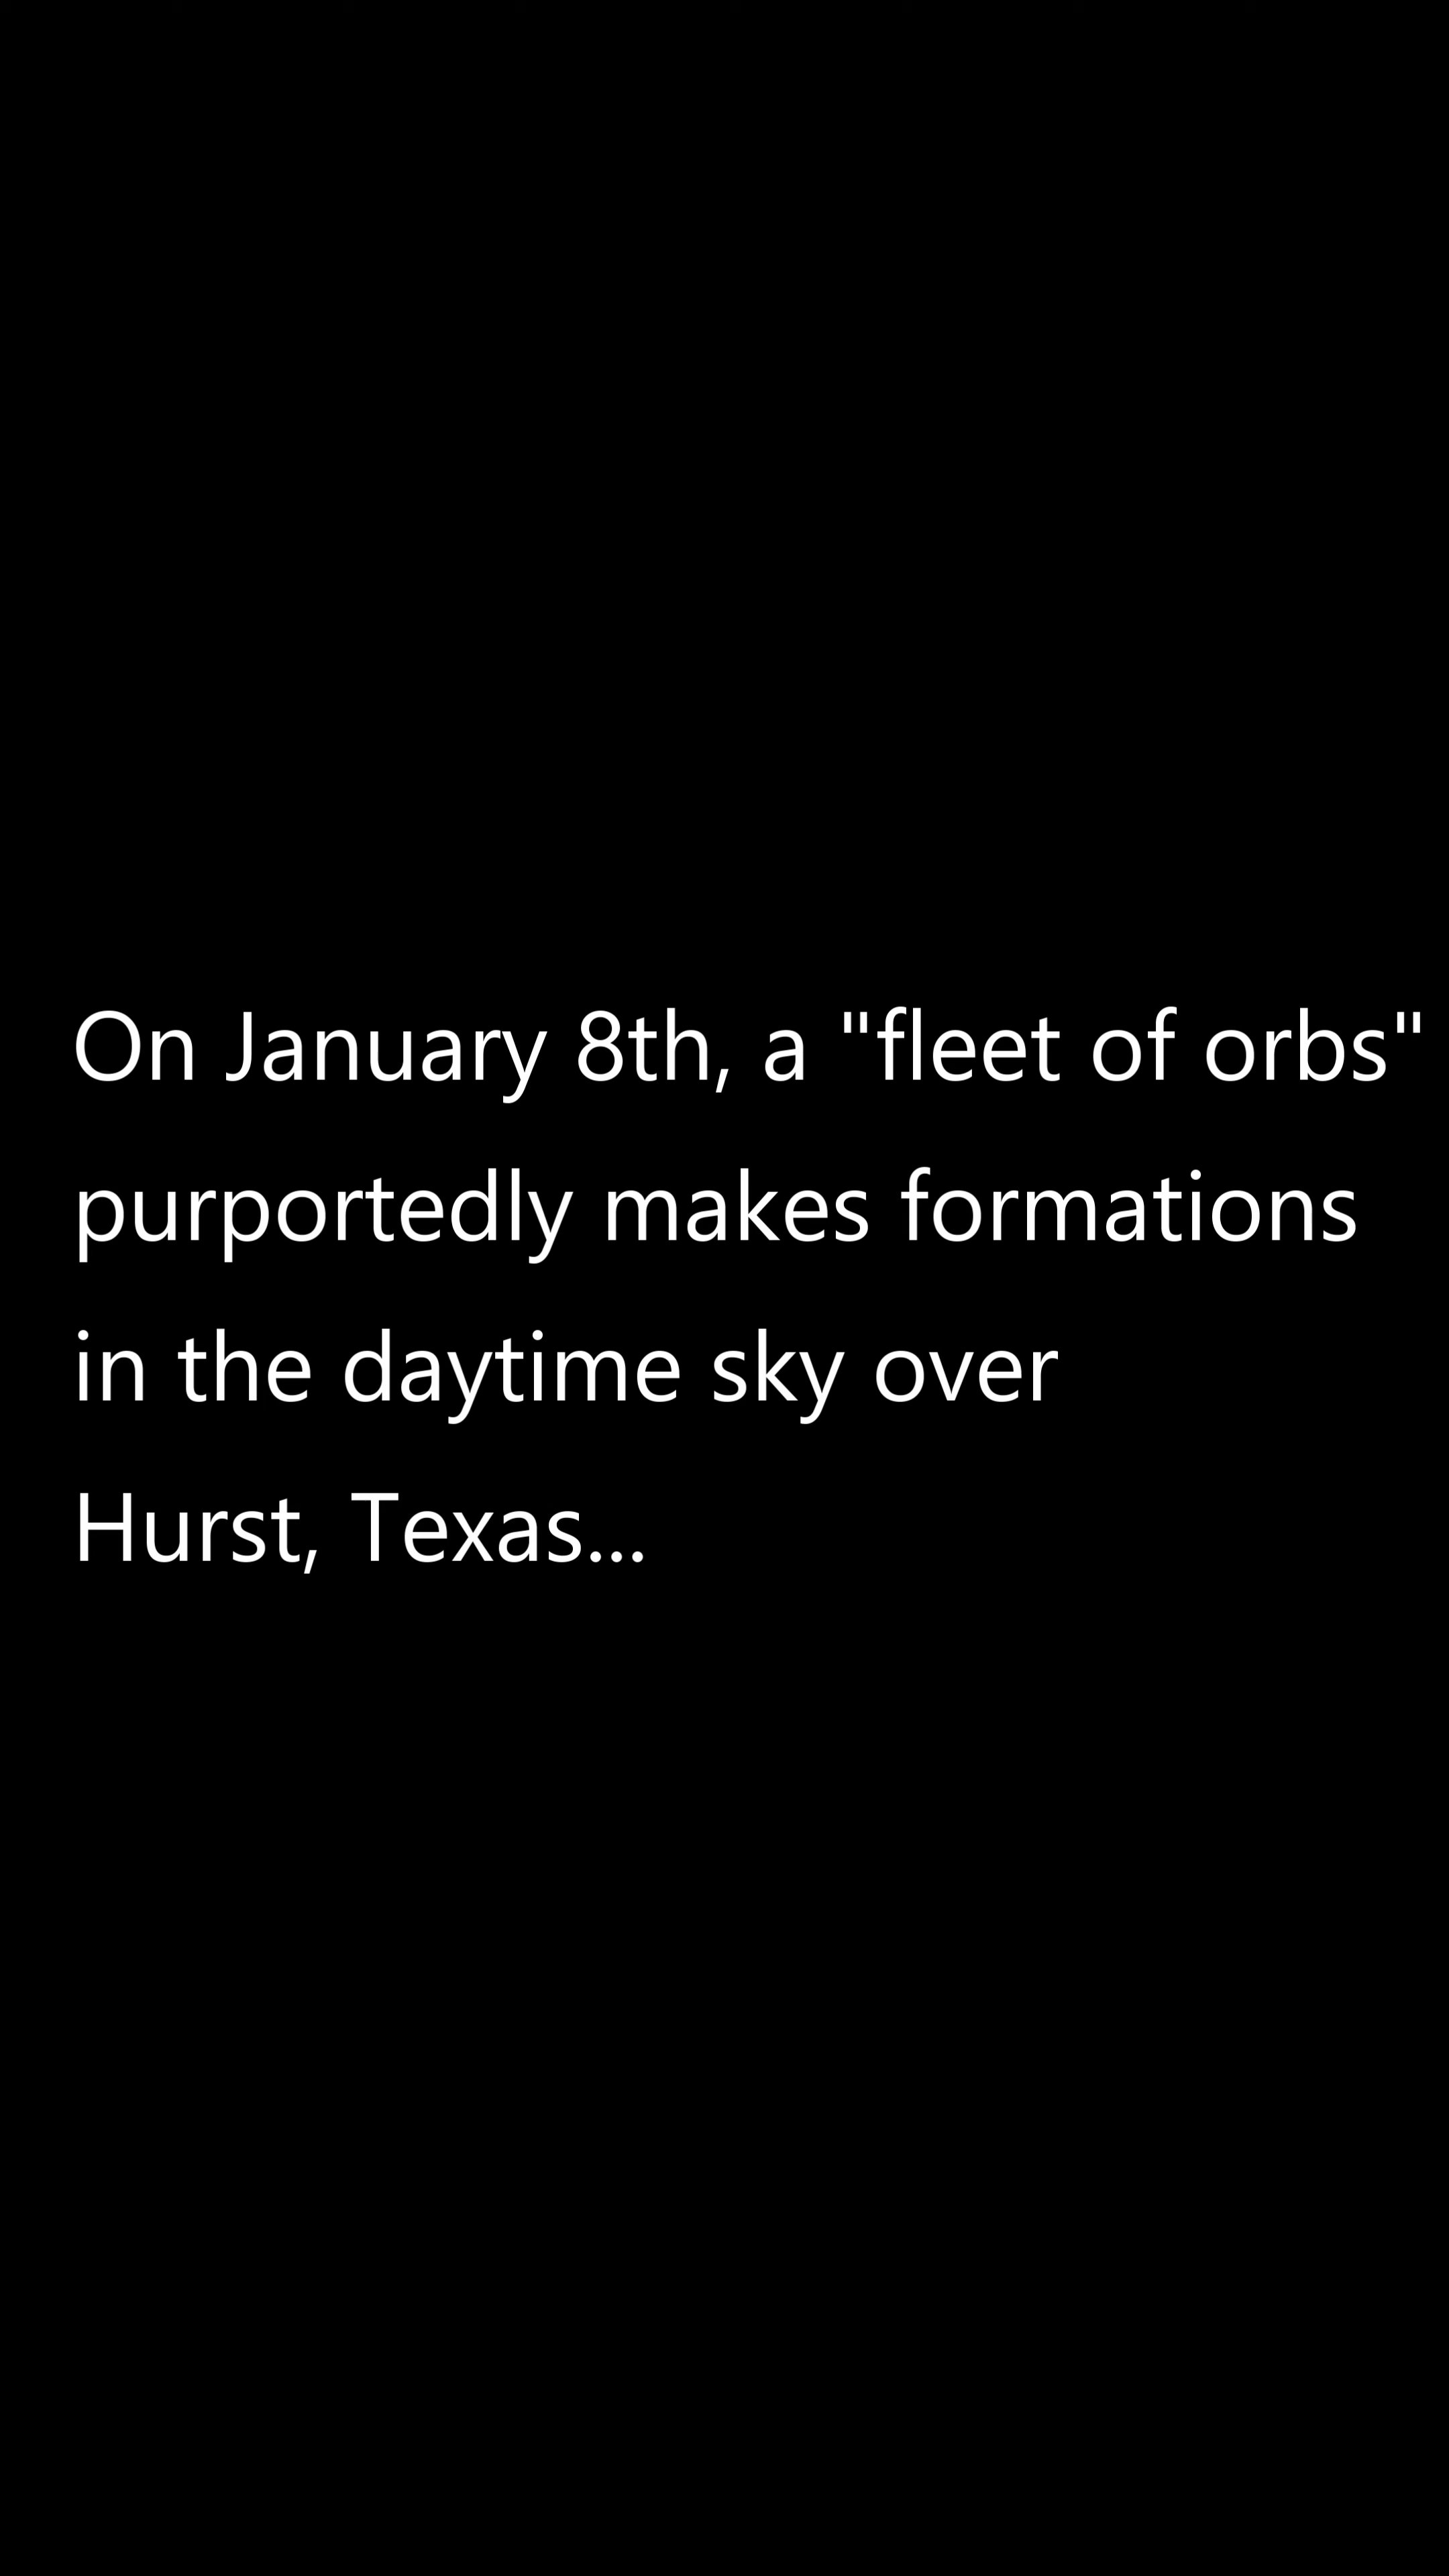 On January 8th, a "fleet of orbs"
purportedly makes formations
in the daytime sky over
Hurst, Texas...